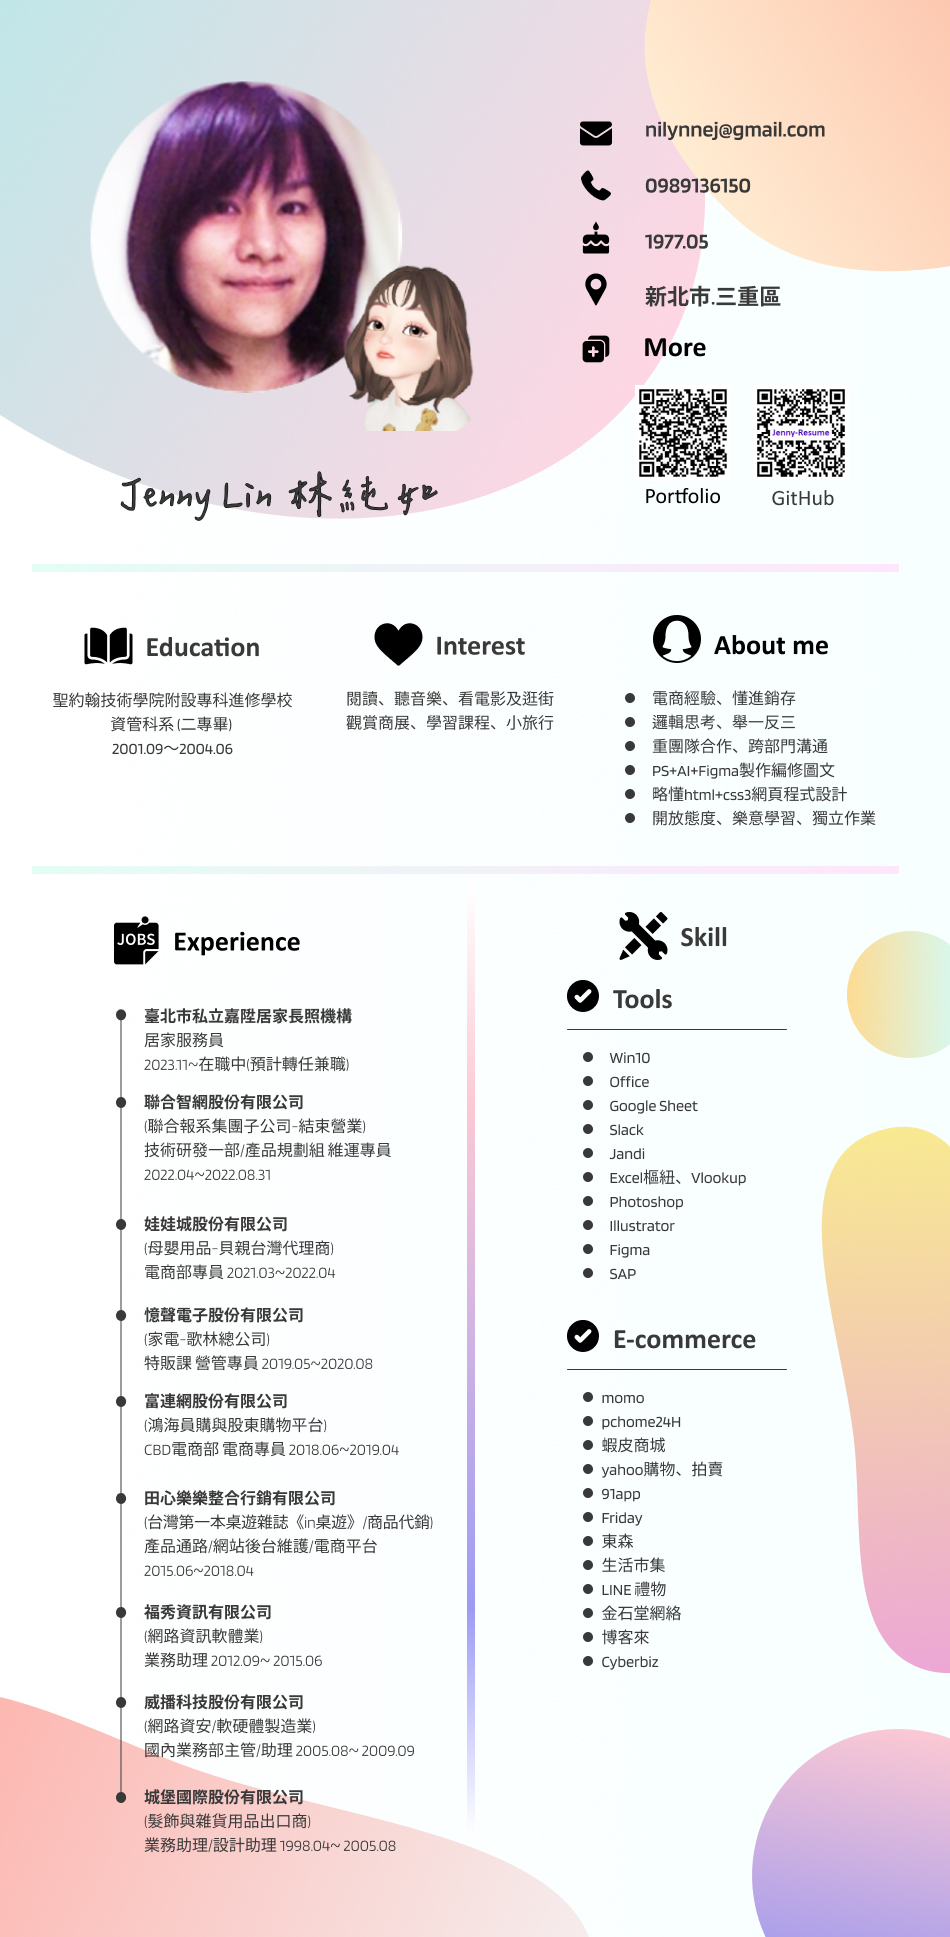 nilynnej@gmail.com
0989136150
1977.05
新北市.三重區
More
Jenny-Resume
Portfolio
GitHub
Jenny Lin 林純如
Education
聖約翰技術學院附設專科進修學校
資管科系 (二專畢)
2001.09～2004.06
Interest
閱讀、聽音樂、看電影及逛街
觀賞商展、學習課程、小旅行
About me
電商經驗、懂進銷存
邏輯思考、舉一反三
重團隊合作、跨部門溝通
PS+AI+Figma製作編修圖文
略懂html+css3網頁程式設計
開放態度、樂意學習、獨立作業
JOBS
Experience
臺北市私立嘉陞居家長照機構
居家服務員
2023.11~在職中(預計轉任兼職)
聯合智網股份有限公司
(聯合報系集團子公司-結束營業)
技術研發一部/產品規劃組 維運專員
2022.04~2022.08.31
娃娃城股份有限公司
(母嬰用品-貝親台灣代理商)
電商部專員 2021.03~2022.04
憶聲電子股份有限公司
(家電-歌林總公司)
特販課 營管專員 2019.05~2020.08
富連網股份有限公司
(鴻海員購與股東購物平台)
CBD電商部 電商專員 2018.06~2019.04
田心樂樂整合行銷有限公司
(台灣第一本桌遊雜誌《in桌遊》/商品代銷)
產品通路/網站後台維護/電商平台
2015.06~2018.04
福秀資訊有限公司
(網路資訊軟體業)
業務助理 2012.09~ 2015.06
威播科技股份有限公司
(網路資安/軟硬體製造業)
國內業務部主管/助理 2005.08~ 2009.09
城堡國際股份有限公司
(髮飾與雜貨用品出口商)
業務助理/設計助理 1998.04~ 2005.08
Skill
Tools
Win10
Office
Google Sheet
Slack
Jandi
Excel樞紐、Vlookup
Photoshop
Illustrator
Figma
SAP
E-commerce
momo
pchome24H
蝦皮商城
yahoo購物、拍賣
91app
Friday
東森
生活市集
LINE 禮物
金石堂網絡
博客來
Cyberbiz